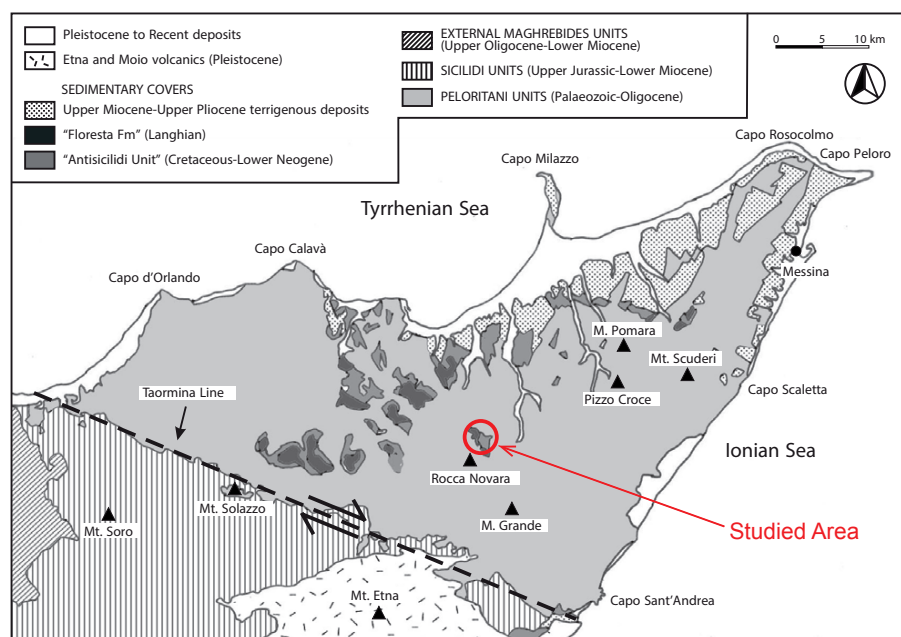 Pleistocene to Recent deposits
Etna and Moio volcanics (Pleistocene)
SEDIMENTARY COVERS
Upper Miocene-Upper Pliocene terrigenous deposits
“Floresta Fm” (Langhian)
“Antisicilidi Unit” (Cretaceous-Lower Neogene)
EXTERNAL MAGHREBIDES UNITS
(Upper Oligocene-Lower Miocene)
SICILIDI UNITS (Upper Jurassic-Lower Miocene)
PELORITANI UNITS (Palaeozoic-Oligocene)
0 5 10 km
Capo Rosocolmo
Capo Peloro
Capo Milazzo
Tyrrhenian Sea
Capo Calavà
Capo d’Orlando
Messina
M. Pomara
Mt. Scuderi
Pizzo Croce
Capo Scaletta
Taormina Line
Ionian Sea
Rocca Novara
Mt. Solazzo
Mt. Soro
M. Grande
Studied Area
Mt. Etna
Capo Sant’Andrea